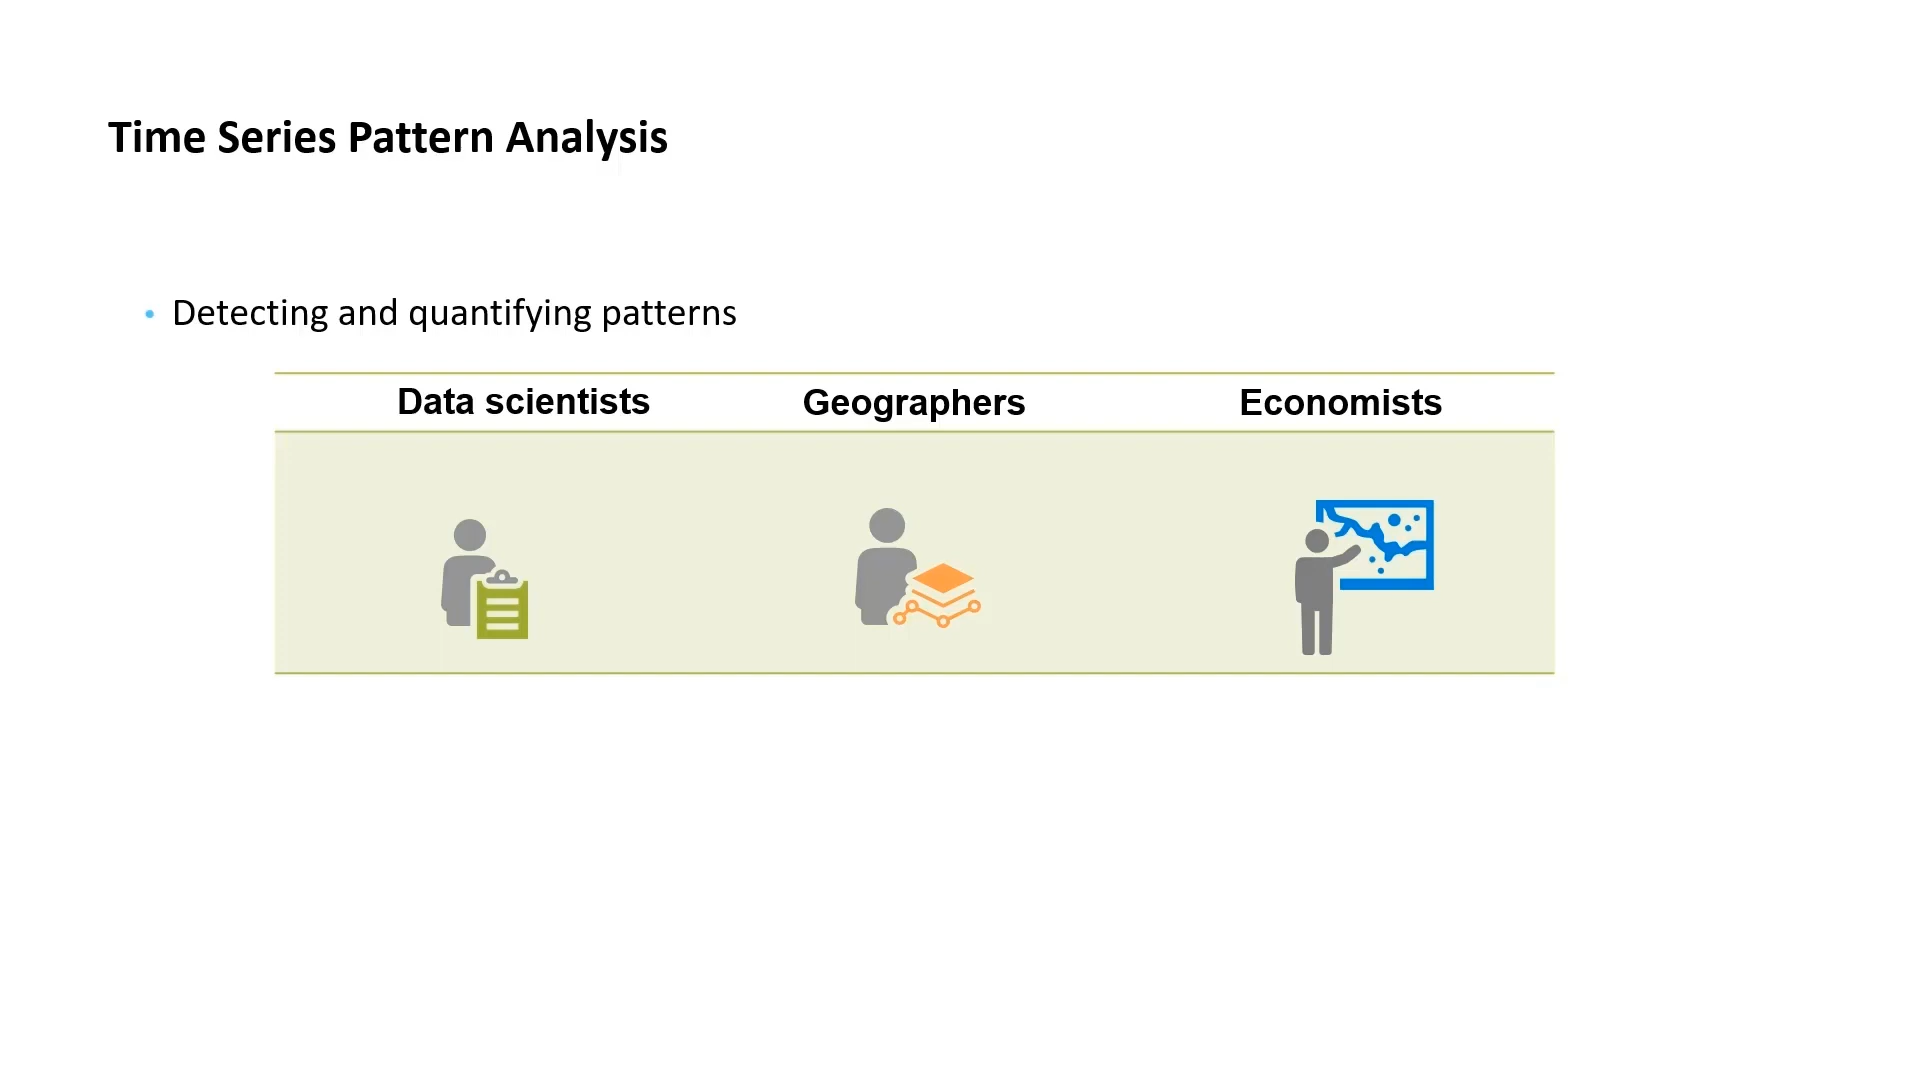 Time Series Pattern Analysis
• Detecting and quantifying patterns
Data scientists Geographers Economists